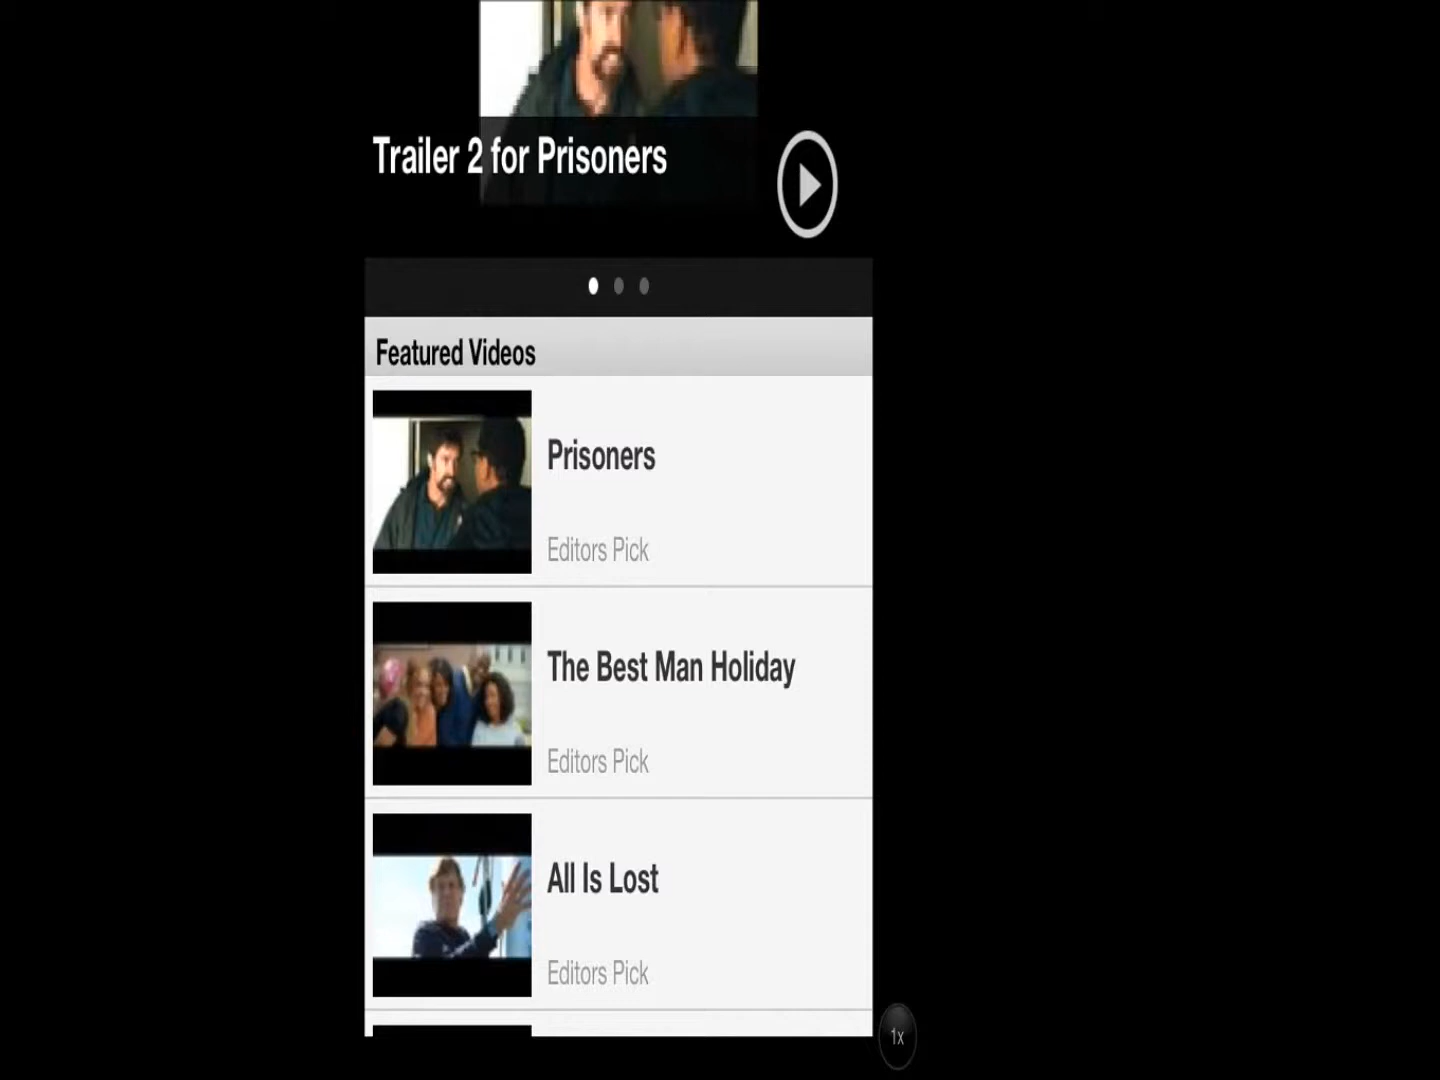 Trailer 2 for Prisoners
Featured Videos
Prisoners
Editors Pick
The Best Man Holiday
Editors Pick
All Is Lost
Editors Pick
1x